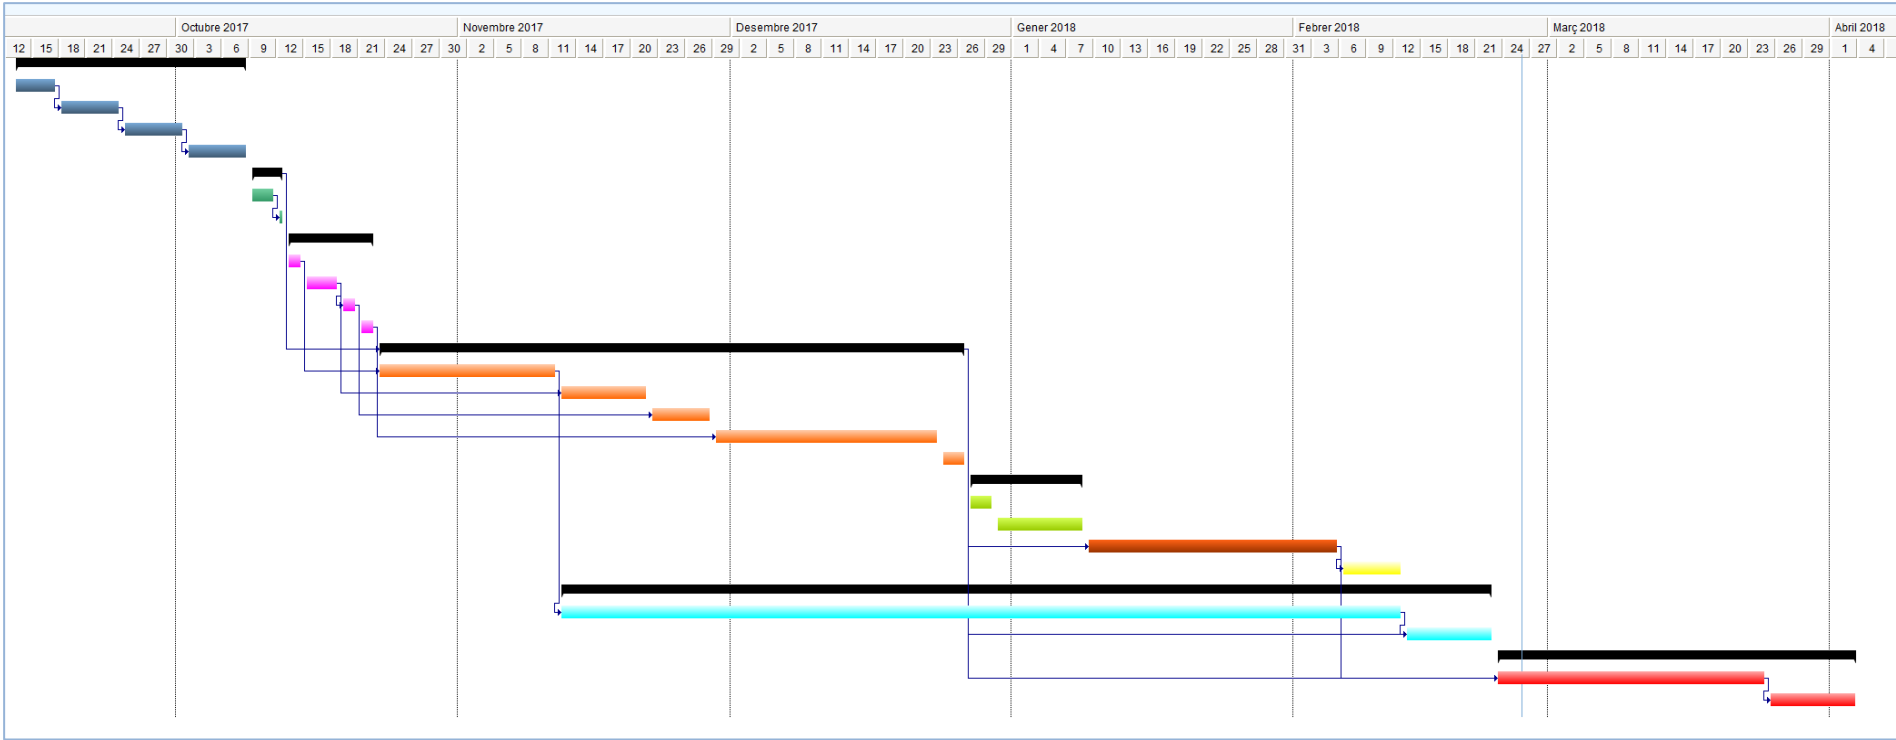 Octubre 2017 Novembre 2017 Desembre 2017 Gener 2018 Febrer 2018 Març 2018 Abril 2018
12 15 18 21 24 27 30 3 6 9 12 15 18 21 24 27 30 2 5 8 11 14 17 20 23 26 29 2 5 8 11 14 17 20 23 26 29 1 4 7 10 13 16 19 22 25 28 31 3 6 9 12 15 18 21 24 27 2 5 8 11 14 17 20 23 26 29 1 4